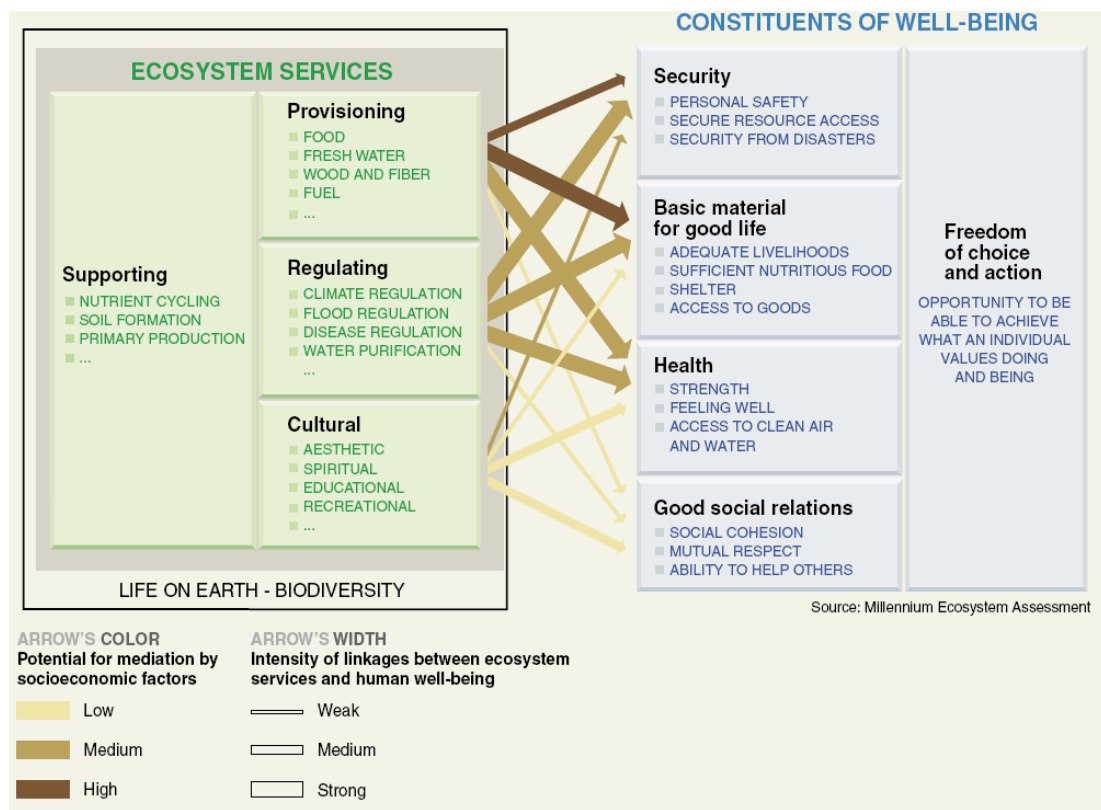 CONSTITUENTS OF WELL-BEING
ECOSYSTEM SERVICES
Supporting
NUTRIENT CYCLING
SOIL FORMATION
PRIMARY PRODUCTION
...
Provisioning
FOOD
FRESH WATER
WOOD AND FIBER
FUEL
...
Regulating
CLIMATE REGULATION
FLOOD REGULATION
DISEASE REGULATION
WATER PURIFICATION
...
Cultural
AESTHETIC
SPIRITUAL
EDUCATIONAL
RECREATIONAL
...
LIFE ON EARTH - BIODIVERSITY
Security
PERSONAL SAFETY
SECURE RESOURCE ACCESS
SECURITY FROM DISASTERS
Basic material
for good life
ADEQUATE LIVELIHOODS
SUFFICIENT NUTRITIOUS FOOD
SHELTER
ACCESS TO GOODS
Health
STRENGTH
FEELING WELL
ACCESS TO CLEAN AIR
AND WATER
Good social relations
SOCIAL COHESION
MUTUAL RESPECT
ABILITY TO HELP OTHERS
Freedom
of choice
and action
OPPORTUNITY TO BE
ABLE TO ACHIEVE
WHAT AN INDIVIDUAL
VALUES DOING
AND BEING
Source: Millennium Ecosystem Assessment
ARROW'S COLOR
Potential for mediation by
socioeconomic factors
Low
Medium
High
ARROW'S WIDTH
Intensity of linkages between ecosystem
services and human well-being
Weak
Medium
Strong